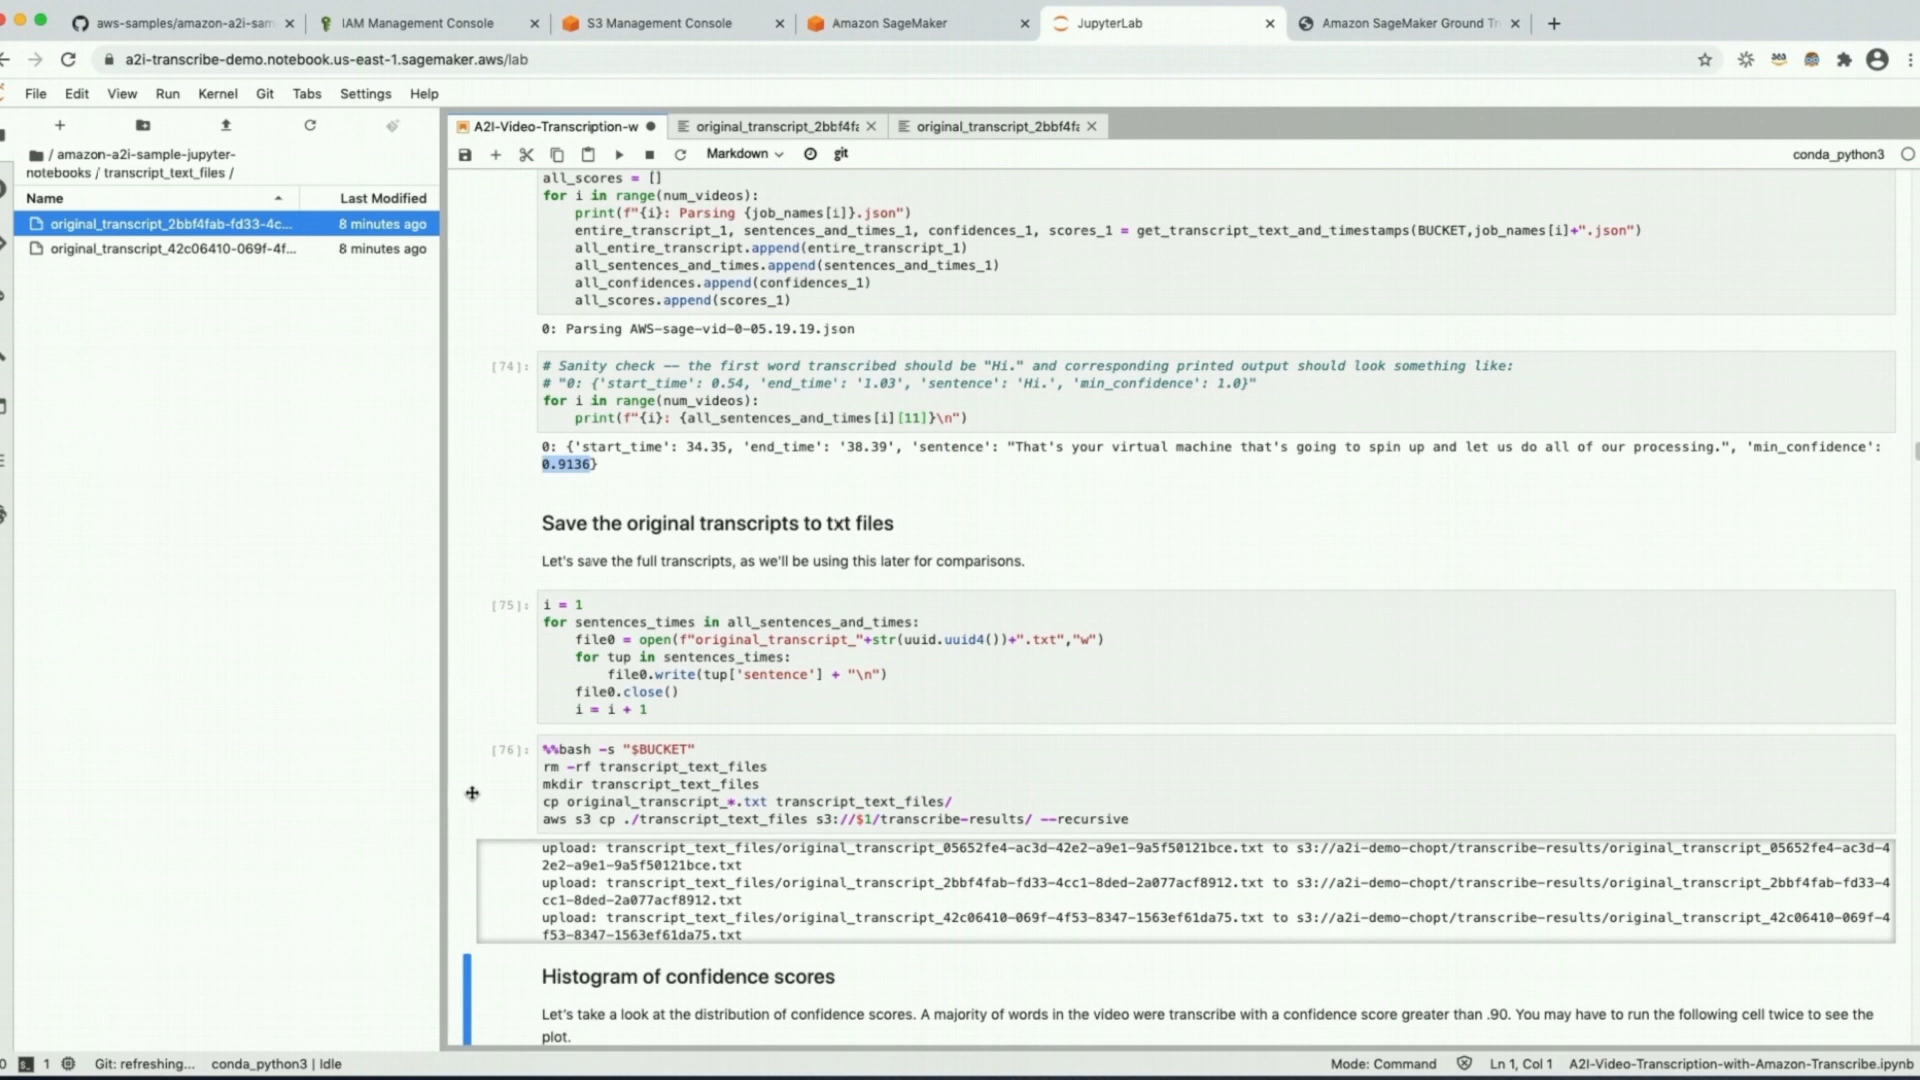 aws-samples/amazon-a2i-sam
IAM Management Console
S3 Management Console
Amazon SageMaker
JupyterLab
Amazon SageMaker Ground Tr
a2i-transcribe-demo.notebook.us-east-1.sagemaker.aws/lab
File Edit View Run Kernel Git Tabs Settings Help
A2I-Video-Transcription-w
original_transcript_2bbf4fa
original_transcript_2bbf4fa
Markdown
git
conda_python3
/ amazon-a2i-sample-jupyter-
notebooks / transcript_text_files /
Name Last Modified
original_transcript_2bbf4fab-fd33-4c... 8 minutes ago
original_transcript_42c06410-069f-4f... 8 minutes ago
all_scores = []
for i in range(num_videos):
print(f"{i}: Parsing {job_names[i]}.json")
entire_transcript_1, sentences_and_times_1, confidences_1, scores_1 = get_transcript_text_and_timestamps(BUCKET,job_names[i]+".json")
all_entire_transcript.append(entire_transcript_1)
all_sentences_and_times.append(sentences_and_times_1)
all_confidences.append(confidences_1)
all_scores.append(scores_1)
0: Parsing AWS-sage-vid-0-05.19.19.json
[74]: # Sanity check -- the first word transcribed should be "Hi." and corresponding printed output should look something like:
# "0: {'start_time': 0.54, 'end_time': '1.03', 'sentence': 'Hi.', 'min_confidence': 1.0}"
for i in range(num_videos):
print(f"{i}: {all_sentences_and_times[i][11]}\n")
0: {'start_time': 34.35, 'end_time': '38.39', 'sentence': "That's your virtual machine that's going to spin up and let us do all of our processing.", 'min_confidence':
0.9136}
Save the original transcripts to txt files
Let's save the full transcripts, as we'll be using this later for comparisons.
[75]: i = 1
for sentences_times in all_sentences_and_times:
file0 = open(f"original_transcript_"+str(uuid.uuid4())+".txt","w")
for tup in sentences_times:
file0.write(tup['sentence'] + "\n")
file0.close()
i = i + 1
[76]: %%bash -s "$BUCKET"
rm -rf transcript_text_files
mkdir transcript_text_files
cp original_transcript_*.txt transcript_text_files/
aws s3 cp ./transcript_text_files s3://$1/transcribe-results/ --recursive
upload: transcript_text_files/original_transcript_05652fe4-ac3d-42e2-a9e1-9a5f50121bce.txt to s3://a2i-demo-chopt/transcribe-results/original_transcript_05652fe4-ac3d-4
2e2-a9e1-9a5f50121bce.txt
upload: transcript_text_files/original_transcript_2bbf4fab-fd33-4cc1-8ded-2a077acf8912.txt to s3://a2i-demo-chopt/transcribe-results/original_transcript_2bbf4fab-fd33-4
cc1-8ded-2a077acf8912.txt
upload: transcript_text_files/original_transcript_42c06410-069f-4f53-8347-1563ef61da75.txt to s3://a2i-demo-chopt/transcribe-results/original_transcript_42c06410-069f-4
f53-8347-1563ef61da75.txt
Histogram of confidence scores
Let's take a look at the distribution of confidence scores. A majority of words in the video were transcribe with a confidence score greater than .90. You may have to run the following cell twice to see the
plot.
0 1 Git: refreshing... conda_python3 | Idle
Mode: Command Ln 1, Col 1 A2I-Video-Transcription-with-Amazon-Transcribe.ipynb